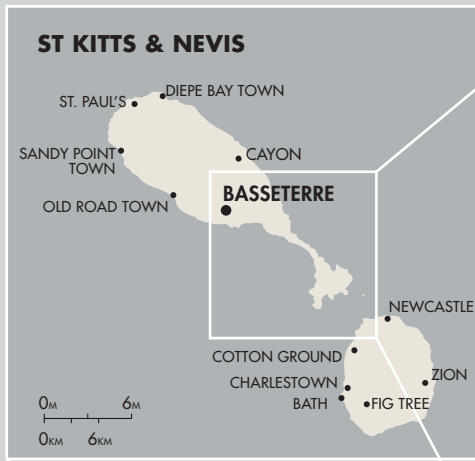 ST KITTS & NEVIS
DIEPE BAY TOWN
ST. PAUL'S
CAYON
SANDY POINT
TOWN
BASSETERRE
OLD ROAD TOWN
NEWCASTLE
COTTON GROUND
ZION
CHARLESTOWN
BATH
FIG TREE
0M 6M
0KM 6KM